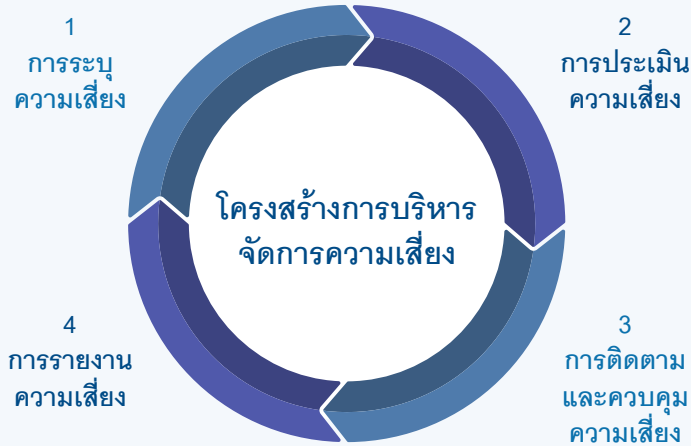 1
การระบุ
ความเสี่ยง
2
การประเมิน
ความเสี่ยง
โครงสร้างการบริหาร
จัดการความเสี่ยง
4
การรายงาน
ความเสี่ยง
3
การติดตาม
และควบคุม
ความเสี่ยง